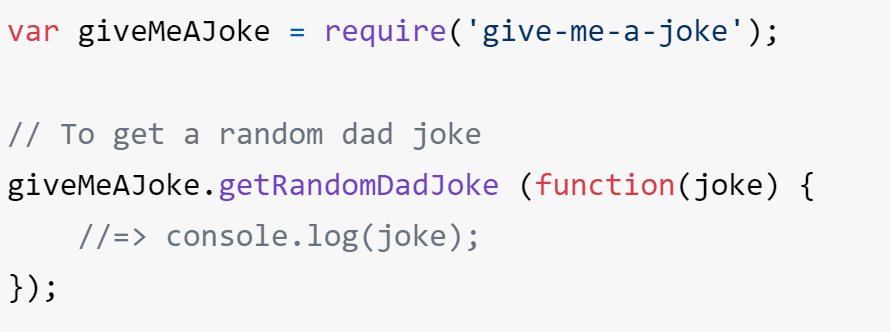 var giveMeAJoke = require('give-me-a-joke');
// To get a random dad joke
giveMeAJoke.getRandomDadJoke (function(joke) {
    //=> console.log(joke);
});